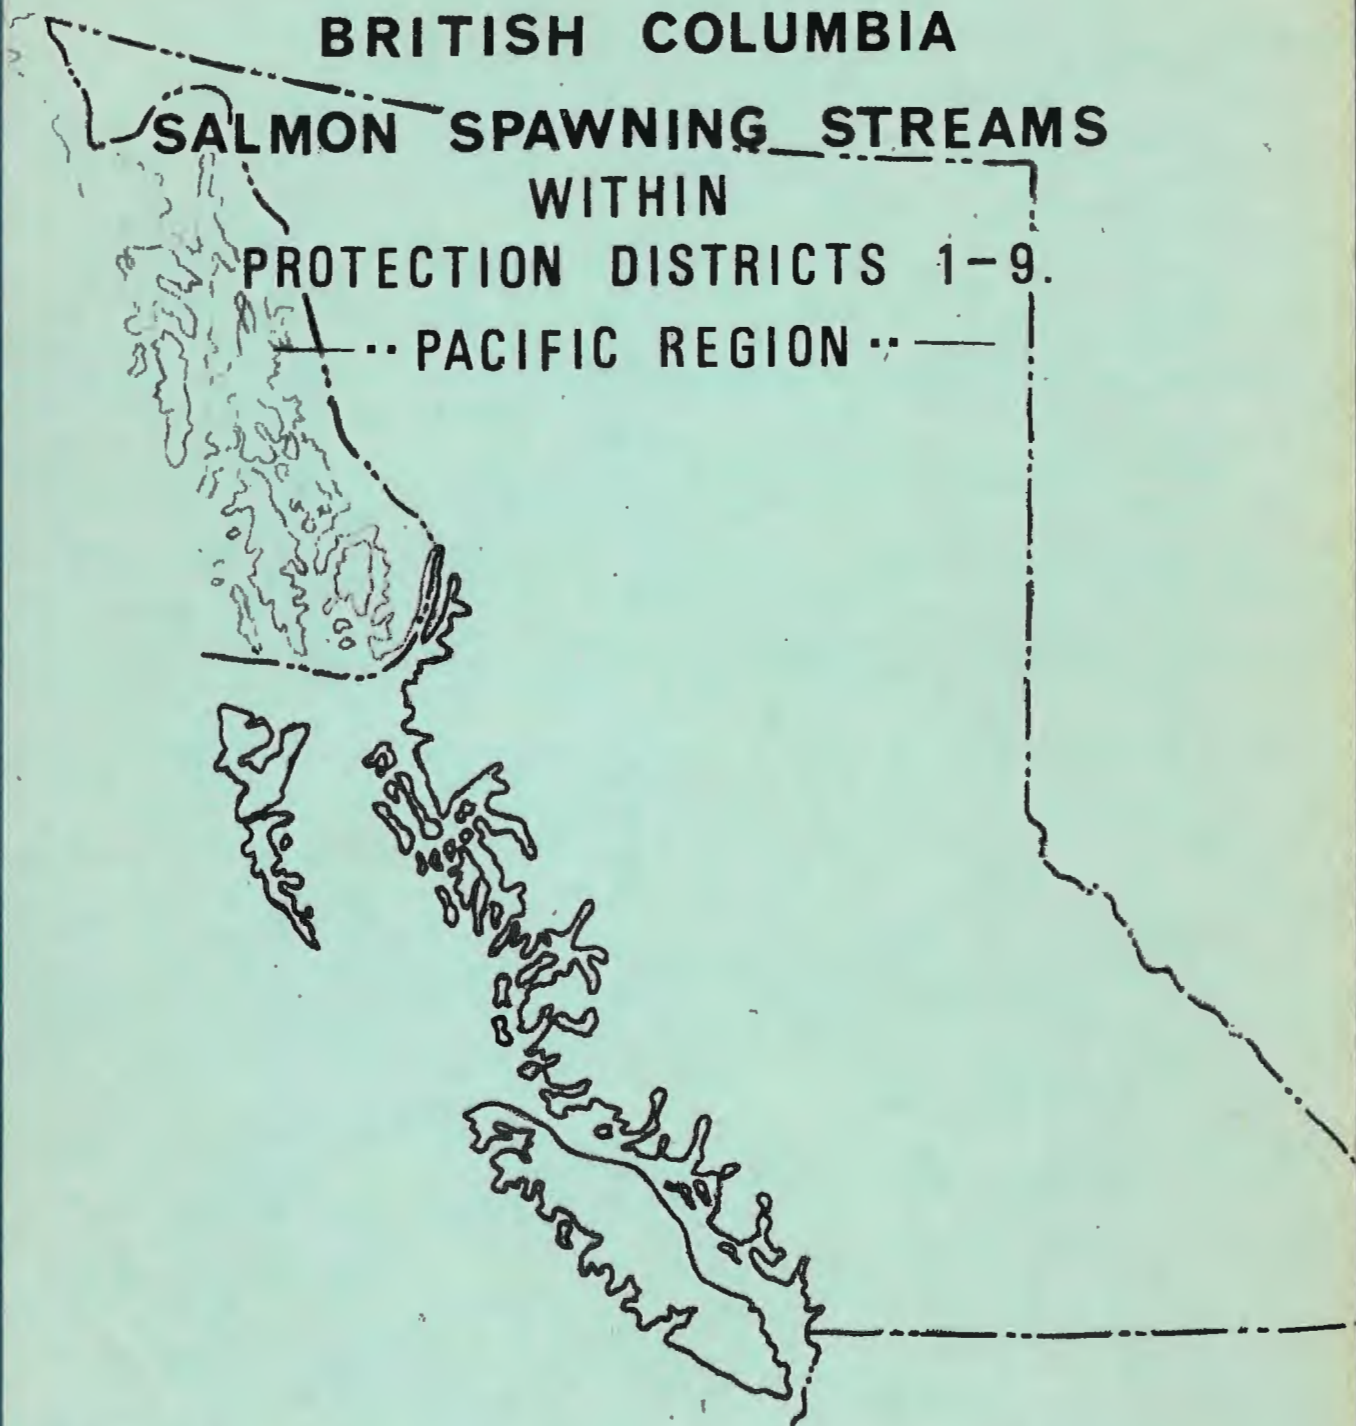 BRITISH COLUMBIA
SALMON SPAWNING STREAMS
WITHIN
PROTECTION DISTRICTS 1-9.
PACIFIC REGION